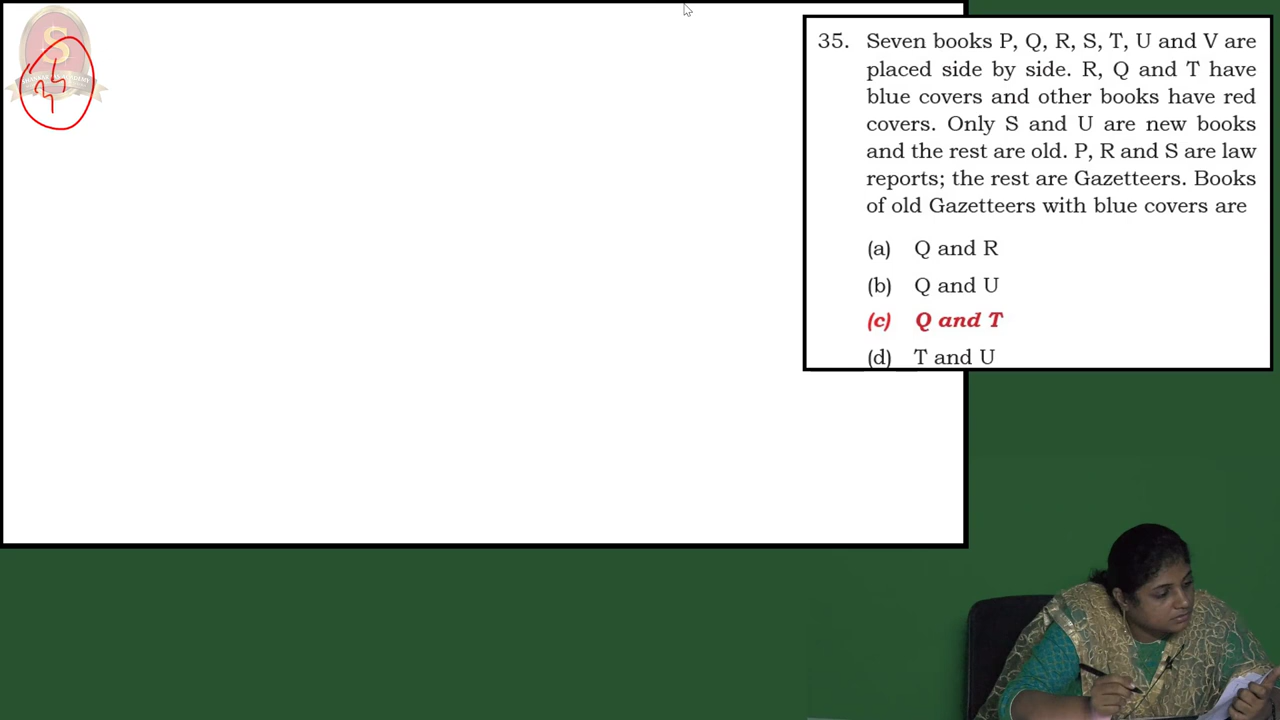 S
35. Seven books P, Q, R, S, T, U and V are
placed side by side. R, Q and T have
blue covers and other books have red
covers. Only S and U are new books
and the rest are old. P, R and S are law
reports; the rest are Gazetteers. Books
of old Gazetteers with blue covers are
(a) Q and R
(b) Q and U
(c) Q and T
(d) T and U